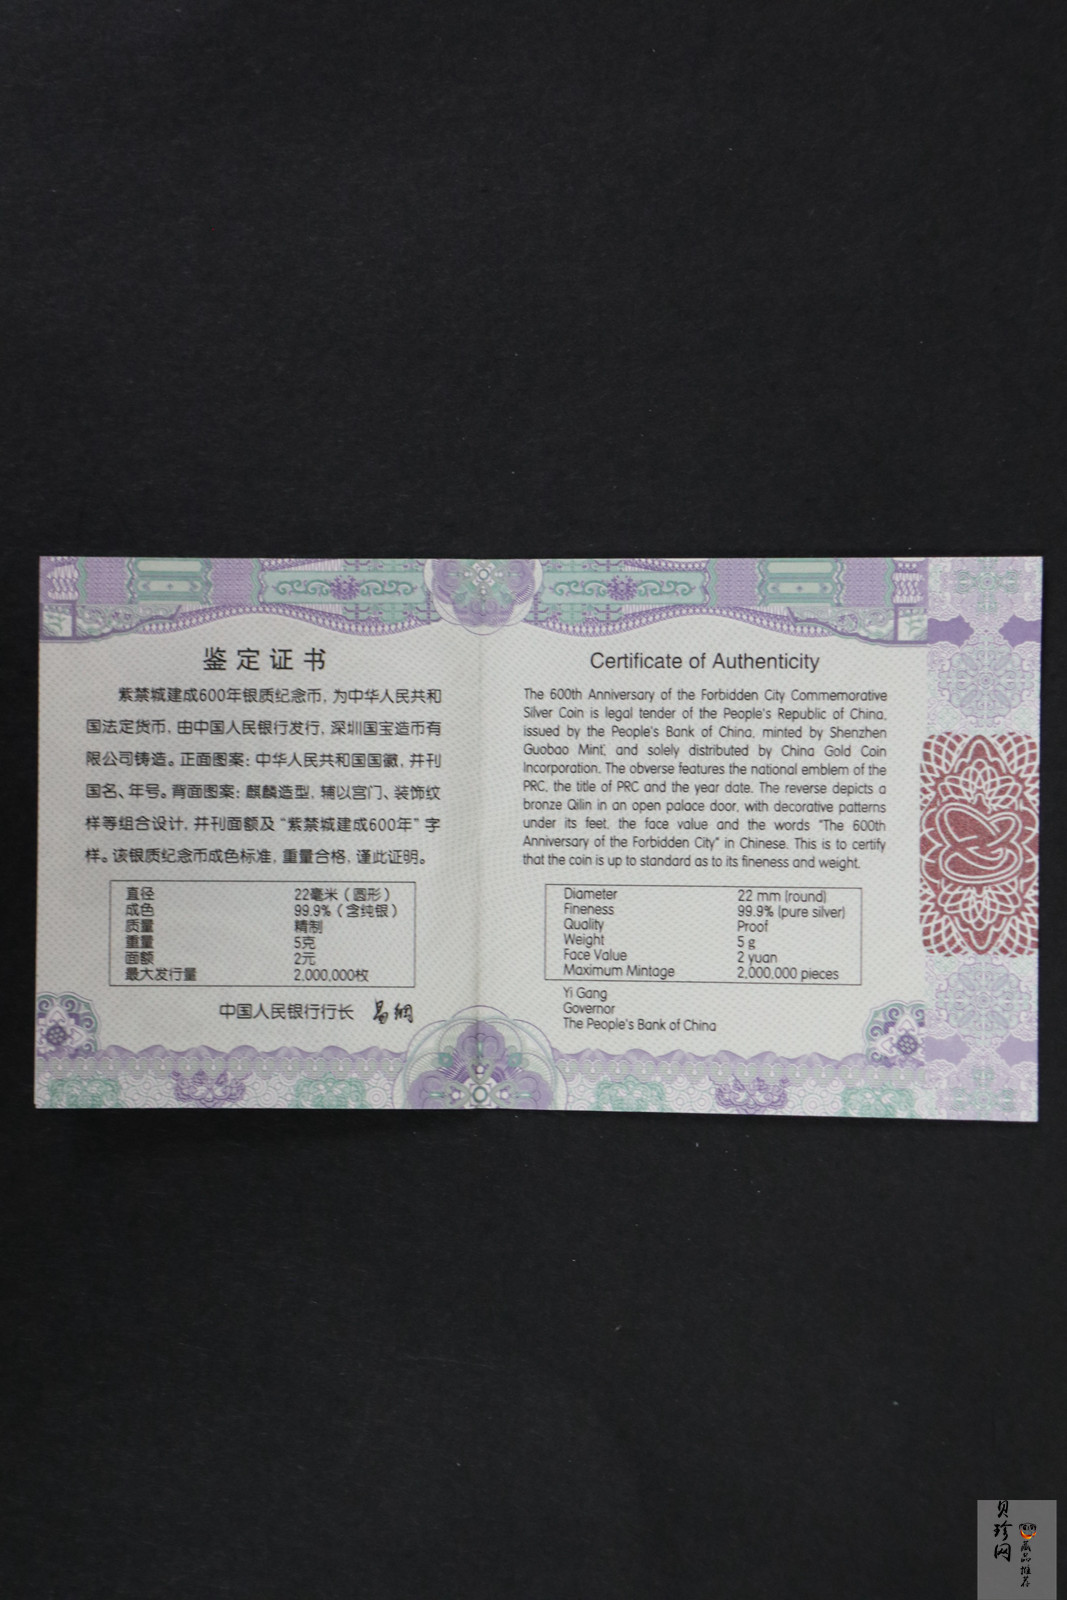 鉴定证书
紫禁城建成600年银质纪念币，为中华人民共和
国法定货币，由中国人民银行发行，深圳国宝造币有
限公司铸造。正面图案：中华人民共和国国徽，并刊
国名、年号。背面图案：麒麟造型，辅以宫门、装饰纹
样等组合设计，并刊面额及“紫禁城建成600年”字
样。该银质纪念币成色标准，重量合格，谨此证明。
直径 22毫米（圆形）
成色 99.9%（含纯银）
质量 精制
重量 5克
面额 2元
最大发行量 2,000,000枚
中国人民银行行长 易纲
Certificate of Authenticity
The 600th Anniversary of the Forbidden City Commemorative
Silver Coin is legal tender of the People's Republic of China,
issued by the People's Bank of China, minted by Shenzhen
Guobao Mint, and solely distributed by China Gold Coin
Incorporation. The obverse features the national emblem of the
PRC, the title of PRC and the year date. The reverse depicts a
bronze Qilin in an open palace door, with decorative patterns
under its feet, the face value and the words "The 600th
Anniversary of the Forbidden City" in Chinese. This is to certify
that the coin is up to standard as to its fineness and weight.
Diameter 22 mm (round)
Fineness 99.9% (pure silver)
Quality Proof
Weight 5 g
Face Value 2 yuan
Maximum Mintage 2,000,000 pieces
Yi Gang
Governor
The People's Bank of China
贝珍网
藏品推荐